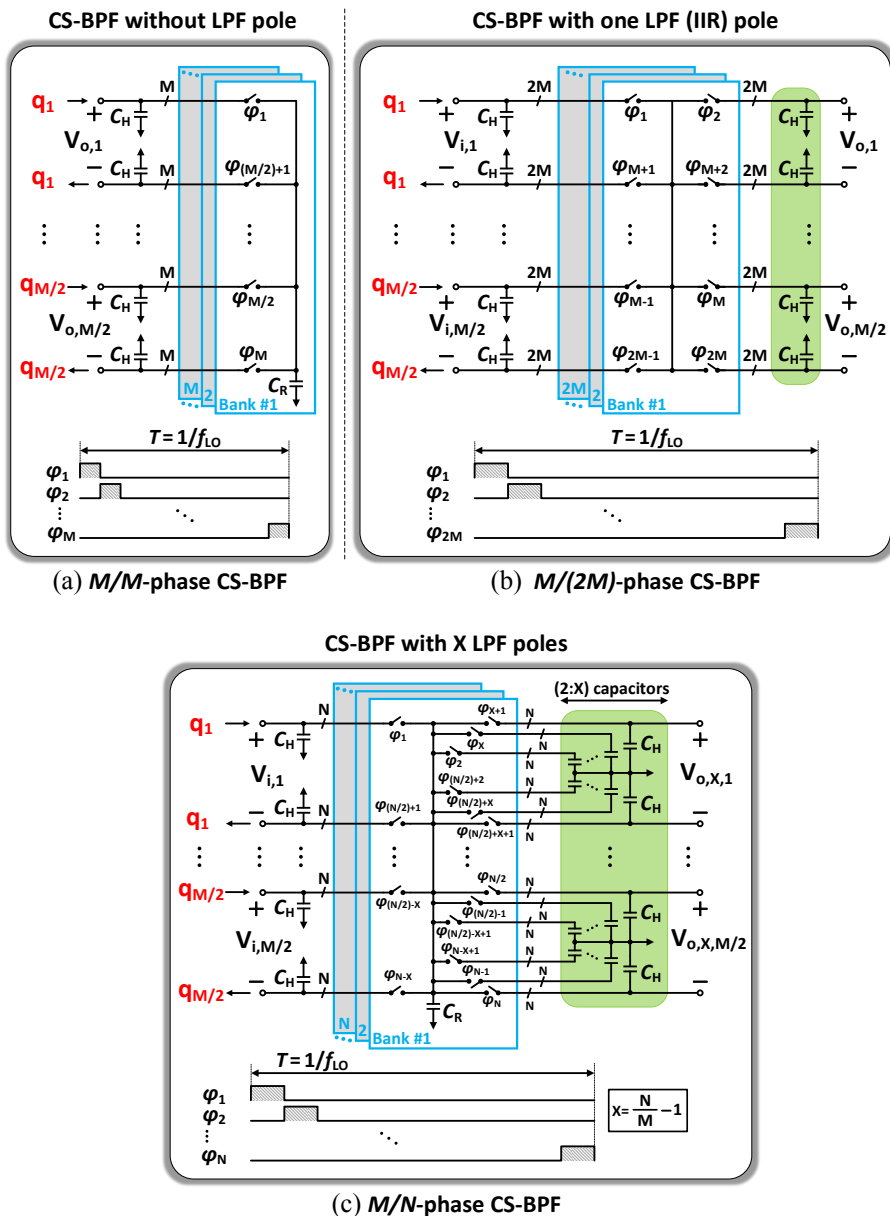 CS-BPF without LPF pole
q1
+
Vo,1
−
q1
CH
CH
M
M
φ1
φ(M/2)+1
qM/2
+
Vo,M/2
−
qM/2
CH
CH
M
M
φM/2
φM
CR
M
2
Bank #1
T = 1/fLO
φ1
φ2
φM
(a) M/M-phase CS-BPF
CS-BPF with one LPF (IIR) pole
q1
+
Vi,1
−
q1
CH
CH
2M
2M
φ1
φ2
φM+1
φM+2
2M
2M
CH
CH
+
Vo,1
−
qM/2
+
Vi,M/2
−
qM/2
CH
CH
2M
2M
φM-1
φM
φ2M-1
φ2M
2M
2M
CH
CH
+
Vo,M/2
−
2M
2
Bank #1
T = 1/fLO
φ1
φ2
φ2M
(b) M/(2M)-phase CS-BPF
CS-BPF with X LPF poles
(2:X) capacitors
q1
+
Vi,1
−
q1
CH
CH
N
N
φ1
φ(N/2)+1
φX+1
φX
φ2
φ(N/2)+2
φ(N/2)+X
φ(N/2)+X+1
N
N
N
N
N
N
CH
CH
+
Vo,X,1
−
qM/2
+
Vi,M/2
−
qM/2
CH
CH
N
N
φ(N/2)-X
φN-X
φN/2
φ(N/2)-1
φ(N/2)-X+1
φN-X+1
φN-1
φN
N
N
N
N
N
N
CH
CH
+
Vo,X,M/2
−
CR
N
2
Bank #1
T = 1/fLO
φ1
φ2
φN
X = N/M − 1
(c) M/N-phase CS-BPF